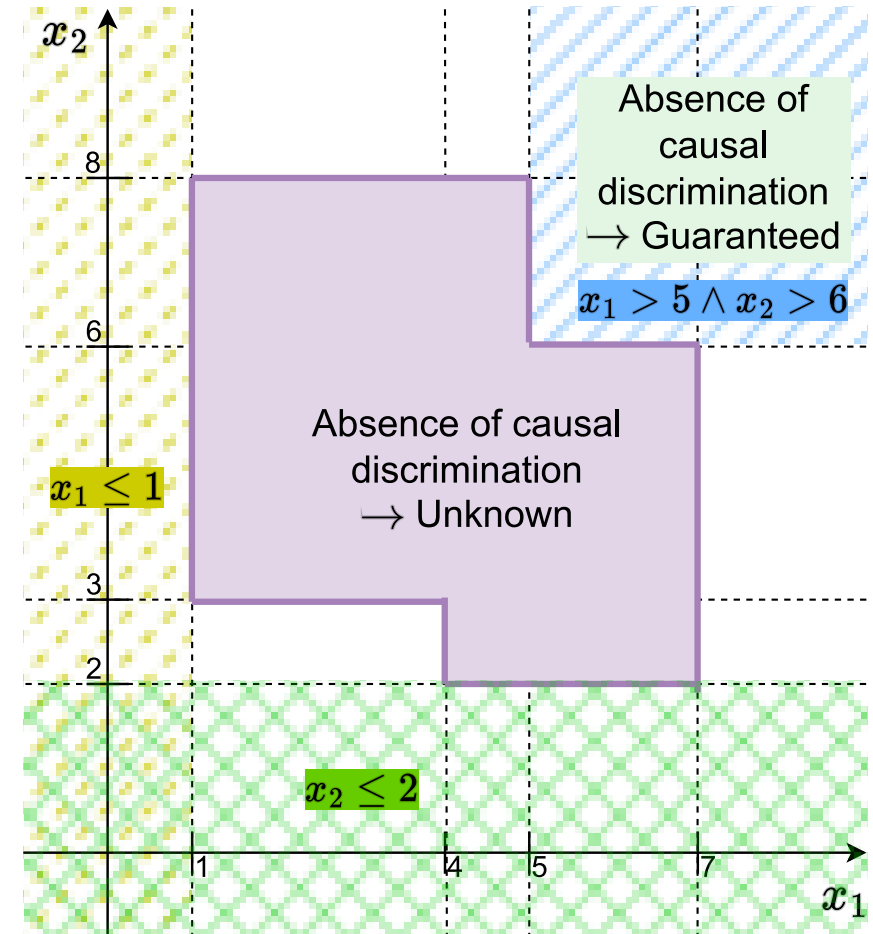 x₂
Absence of
causal
discrimination
→ Guaranteed
x₁ > 5 ∧ x₂ > 6
8
6
Absence of causal
discrimination
→ Unknown
x₁ ≤ 1
3
2
x₂ ≤ 2
1
4
5
7
x₁